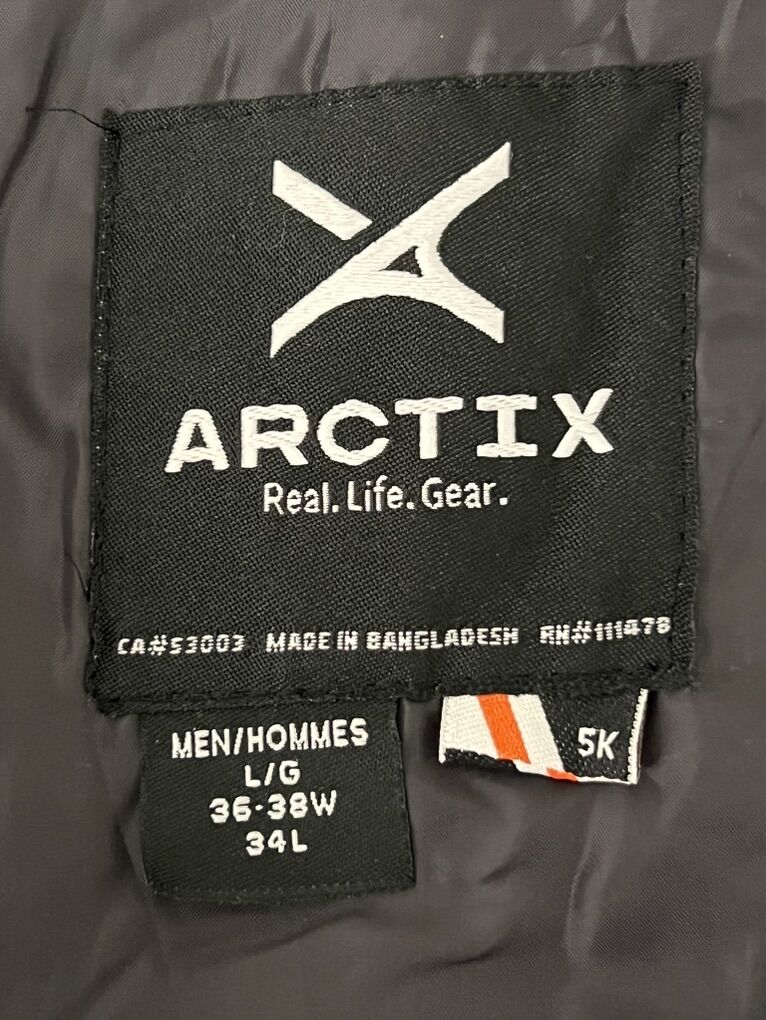 ARCTIX
Real. Life. Gear.
CA#53003 MADE IN BANGLADESH RN#111478
MEN/HOMMES
L/G
36-38W
34L
5K